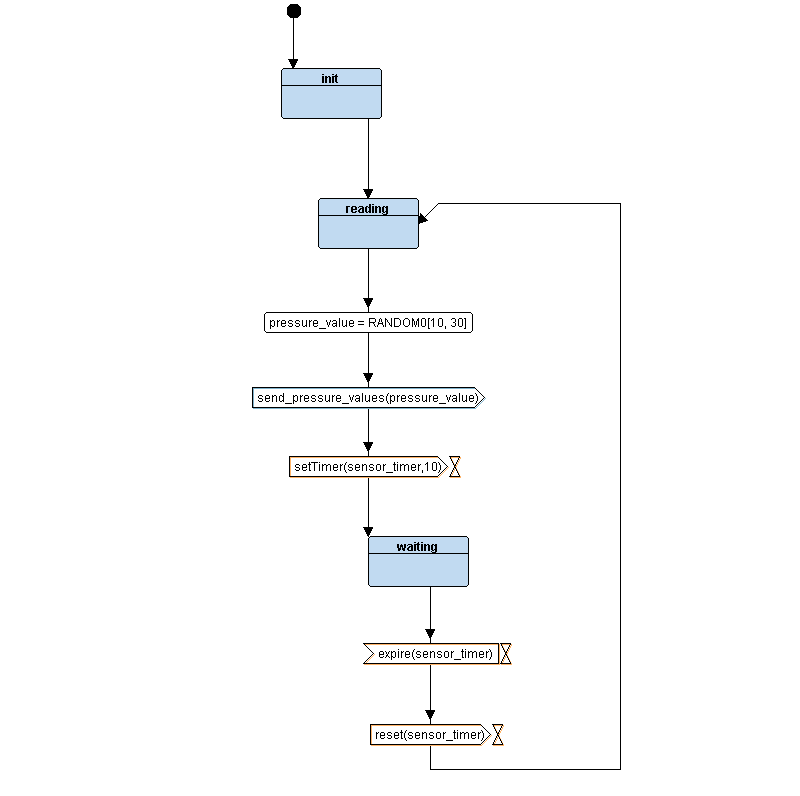 init
reading
pressure_value = RANDOM0[10, 30]
send_pressure_values(pressure_value)
setTimer(sensor_timer,10)
waiting
expire(sensor_timer)
reset(sensor_timer)